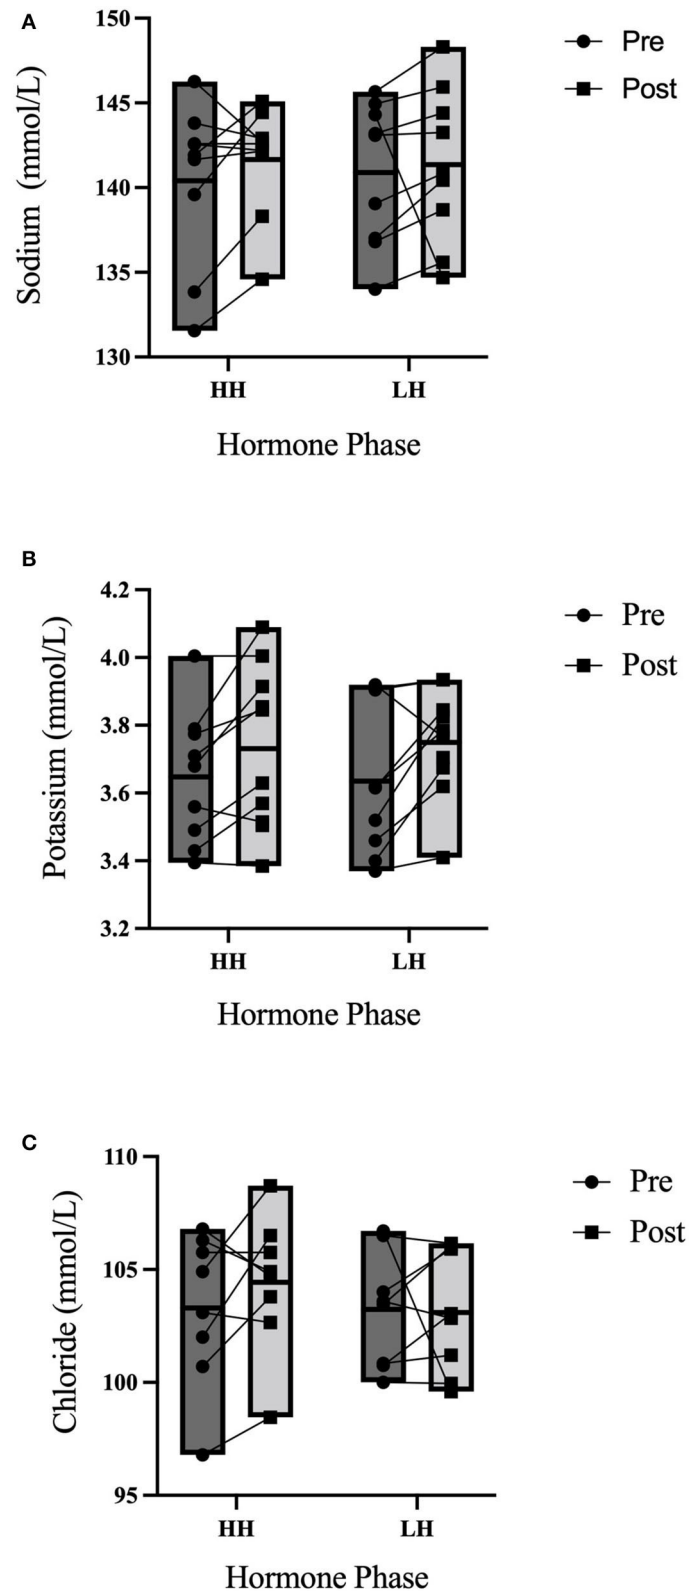 A
150
145
140
135
130
Sodium (mmol/L)
HH
LH
Hormone Phase
Pre
Post
B
4.2
4.0
3.8
3.6
3.4
3.2
Potassium (mmol/L)
HH
LH
Hormone Phase
Pre
Post
C
110
105
100
95
Chloride (mmol/L)
HH
LH
Hormone Phase
Pre
Post